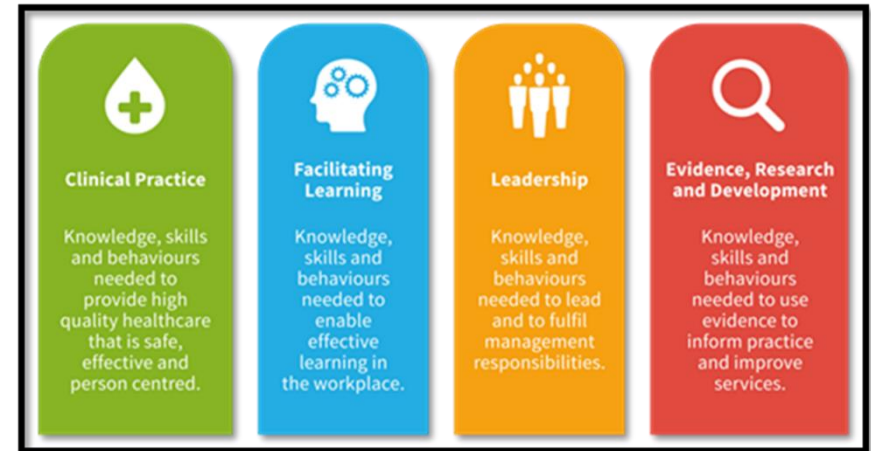 Clinical Practice
Knowledge, skills
and behaviours
needed to
provide high
quality healthcare
that is safe,
effective and
person centred.
Facilitating
Learning
Knowledge,
skills and
behaviours
needed to
enable
effective
learning in
the workplace.
Leadership
Knowledge,
skills and
behaviours
needed to lead
and to fulfil
management
responsibilities.
Evidence, Research
and Development
Knowledge,
skills and
behaviours
needed to use
evidence to
inform practice
and improve
services.